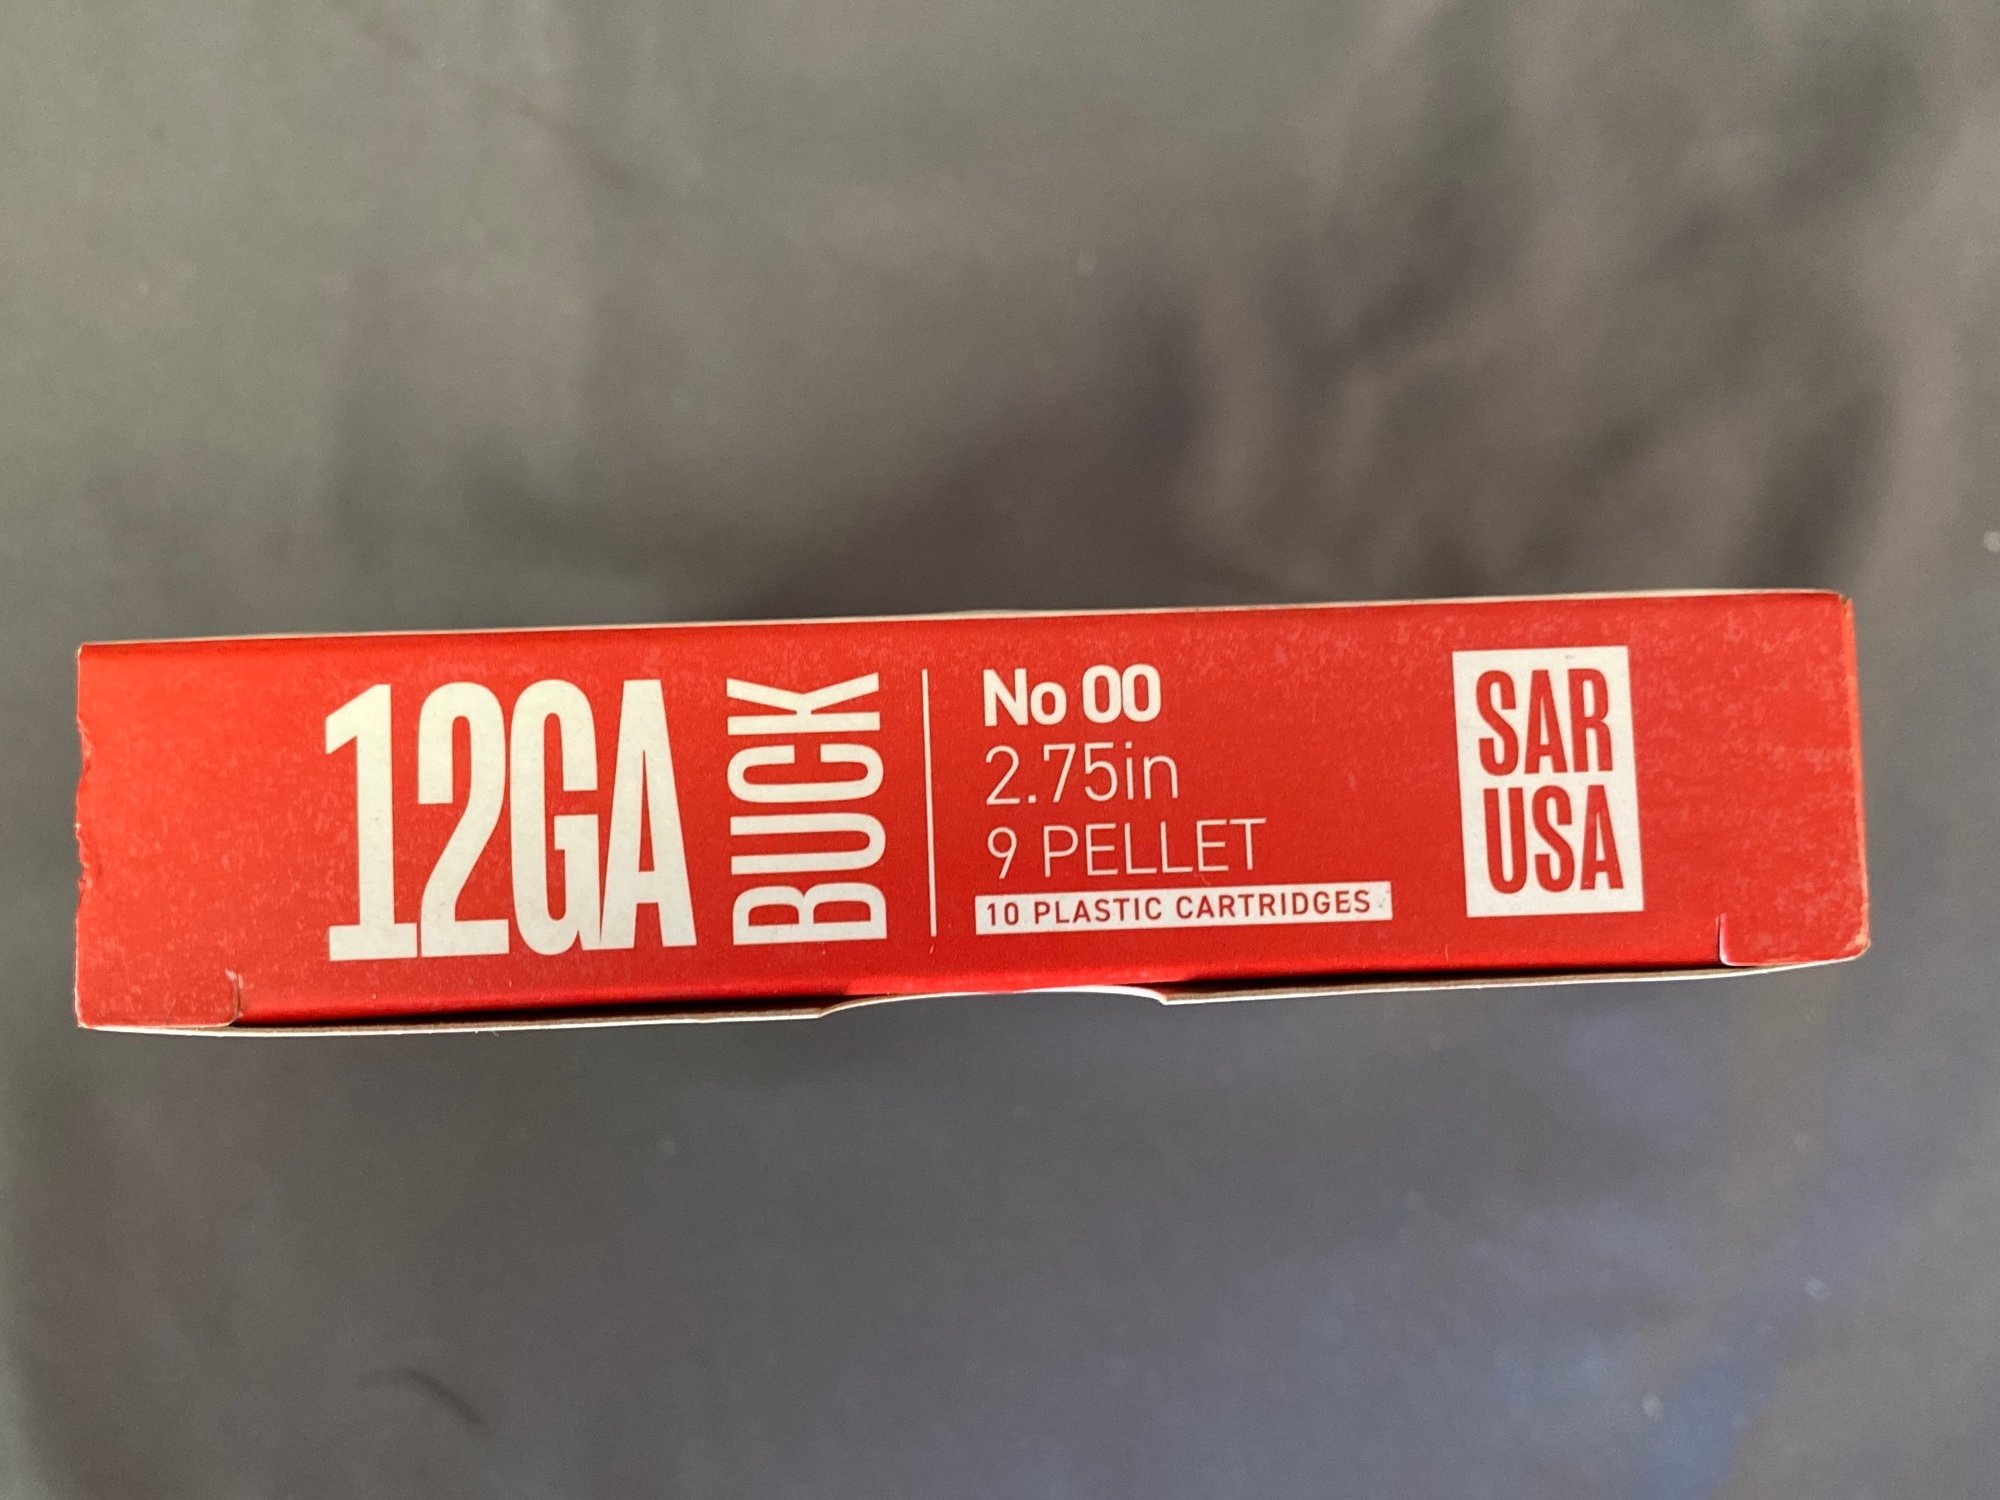 12GA
BUCK
No 00
2.75in
9 PELLET
10 PLASTIC CARTRIDGES
SAR
USA